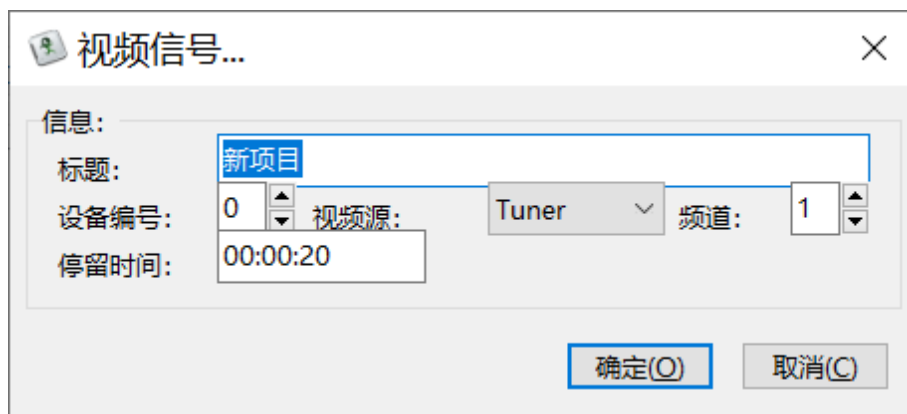 视频信号...
信息:
标题: 新项目
设备编号: 0 视频源: Tuner 频道: 1
停留时间: 00:00:20
确定(O) 取消(C)